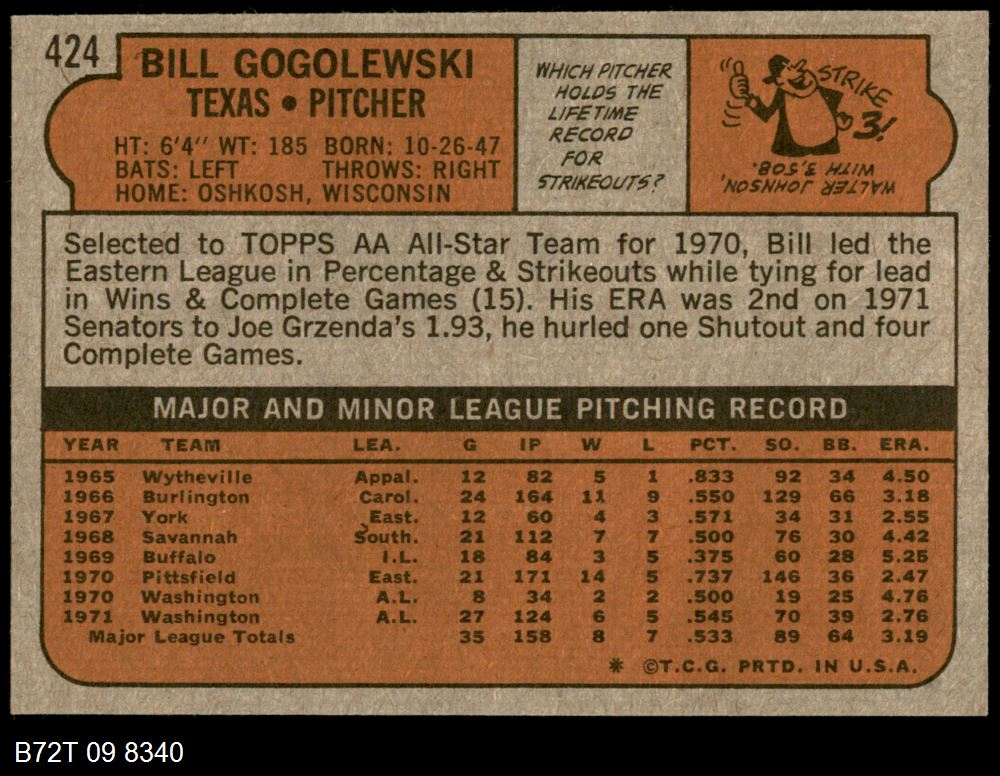 424
BILL GOGOLEWSKI
TEXAS • PITCHER
HT: 6'4" WT: 185 BORN: 10-26-47
BATS: LEFT THROWS: RIGHT
HOME: OSHKOSH, WISCONSIN
WHICH PITCHER
HOLDS THE
LIFETIME
RECORD
FOR
STRIKEOUTS?
STRIKE
3!
WALTER JOHNSON,
WITH 3,508.
Selected to TOPPS AA All-Star Team for 1970, Bill led the
Eastern League in Percentage & Strikeouts while tying for lead
in Wins & Complete Games (15). His ERA was 2nd on 1971
Senators to Joe Grzenda's 1.93, he hurled one Shutout and four
Complete Games.
MAJOR AND MINOR LEAGUE PITCHING RECORD
YEAR TEAM LEA. G IP W L PCT. SO. BB. ERA.
1965 Wytheville Appal. 12 82 5 1 .833 92 34 4.50
1966 Burlington Carol. 24 164 11 9 .550 129 66 3.18
1967 York East. 12 60 4 3 .571 34 31 2.55
1968 Savannah South. 21 112 7 7 .500 76 30 4.42
1969 Buffalo I.L. 18 84 3 5 .375 60 28 5.25
1970 Pittsfield East. 21 171 14 5 .737 146 36 2.47
1970 Washington A.L. 8 34 2 2 .500 19 25 4.76
1971 Washington A.L. 27 124 6 5 .545 70 39 2.76
Major League Totals 35 158 8 7 .533 89 64 3.19
* ©T.C.G. PRTD. IN U.S.A.
B72T 09 8340